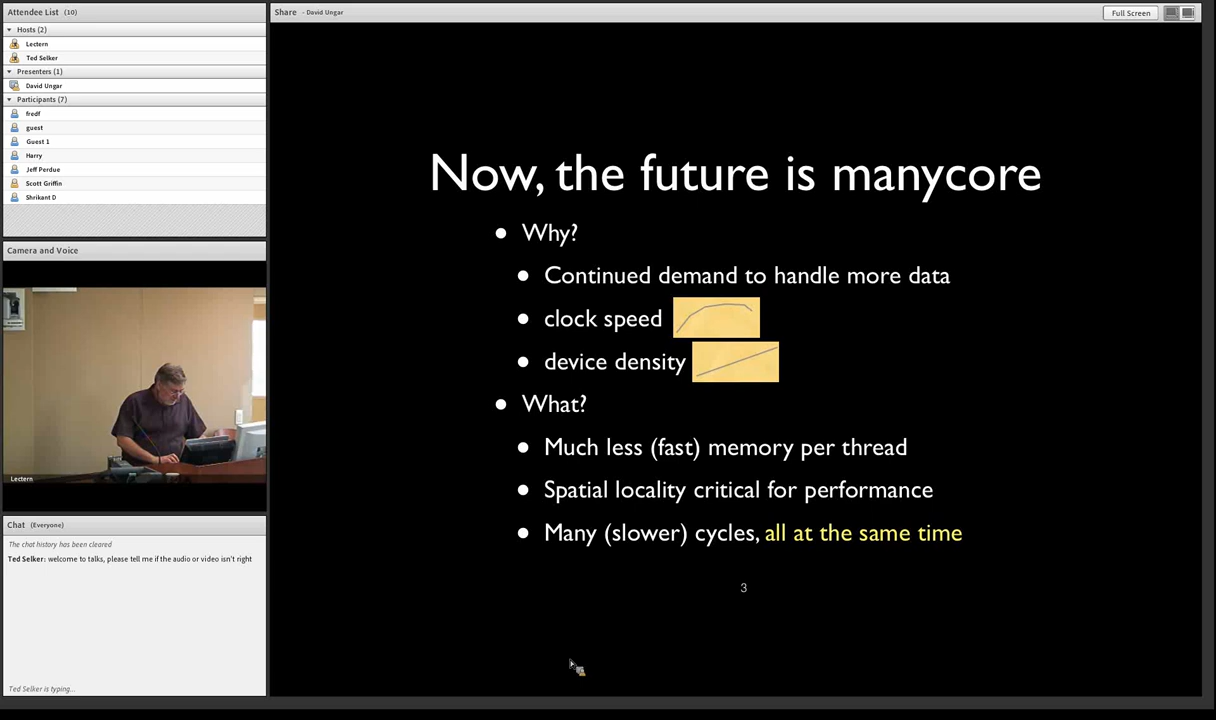 Attendee List (10)
Hosts (2)
Lectern
Ted Selker
Presenters (1)
David Ungar
Participants (7)
fredf
guest
Guest 1
Harry
Jeff Perdue
Scott Griffin
Shrikant D
Camera and Voice
Lectern
Chat (Everyone)
The chat history has been cleared
Ted Selker: welcome to talks, please tell me if the audio or video isn't right
Ted Selker is typing...
Share - David Ungar
Full Screen
Now, the future is manycore
• Why?
• Continued demand to handle more data
• clock speed
• device density
• What?
• Much less (fast) memory per thread
• Spatial locality critical for performance
• Many (slower) cycles, all at the same time
3